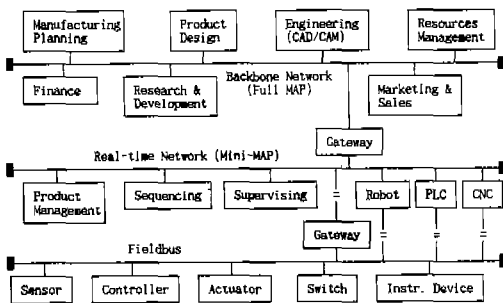 Manufacturing
Planning
Product
Design
Engineering
(CAD/CAM)
Resources
Management
Backbone Network
(Full MAP)
Finance
Research &
Development
Marketing &
Sales
Gateway
Real-time Network (Mini-MAP)
Product
Management
Sequencing
Supervising
Robot
PLC
CNC
Gateway
Fieldbus
Sensor
Controller
Actuator
Switch
Instr. Device